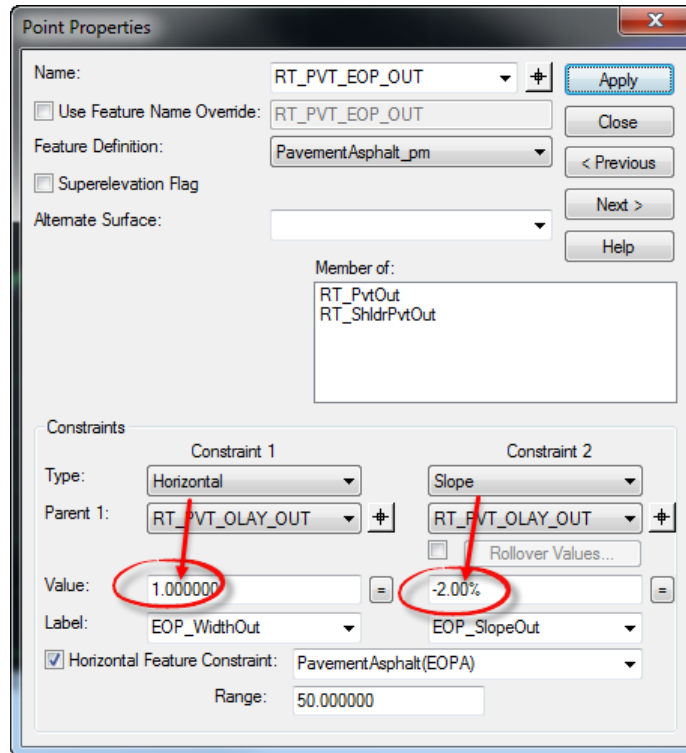 Point Properties
Name: RT_PVT_EOP_OUT Apply
Use Feature Name Override: RT_PVT_EOP_OUT Close
Feature Definition: PavementAsphalt_pm < Previous
Superelevation Flag
Next >
Alternate Surface:
Help
Member of:
RT_PvtOut
RT_ShldrPvtOut
Constraints
Constraint 1 Constraint 2
Type: Horizontal Slope
Parent 1: RT_PVT_OLAY_OUT RT_PVT_OLAY_OUT
Rollover Values...
Value: 1.000000 = -2.00% =
Label: EOP_WidthOut EOP_SlopeOut
Horizontal Feature Constraint: PavementAsphalt(EOPA)
Range: 50.000000